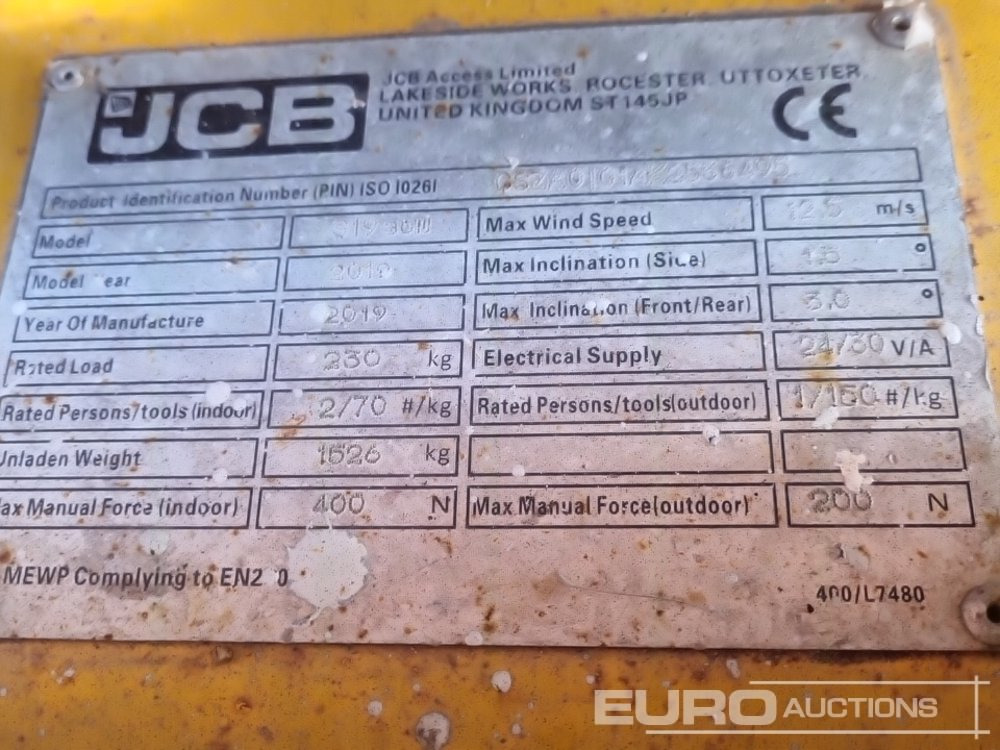 JCB
JCB Access Limited
LAKESIDE WORKS, ROCESTER, UTTOXETER,
UNITED KINGDOM ST145JP
CE
Product Identification Number (PIN) ISO 10261
Model
Max Wind Speed 12.5 m/s
Model ear
Max Inclination (Side) °
Year Of Manufacture 2019
Max Inclination (Front/Rear) 3.0 °
Rated Load 230 kg
Electrical Supply 24/30 V/A
Rated Persons/tools (indoor) 2/70 #/kg
Rated Persons/tools(outdoor) 1/150 #/kg
Unladen Weight 1526 kg
Max Manual Force (indoor) 400 N
Max Manual Force(outdoor) 200 N
MEWP Complying to EN2 0
400/L7480
EURO AUCTIONS